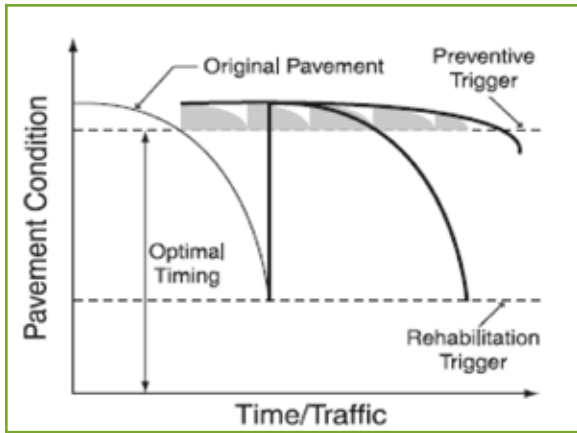 Original Pavement
Preventive
Trigger
Pavement Condition
Optimal
Timing
Rehabilitation
Trigger
Time/Traffic